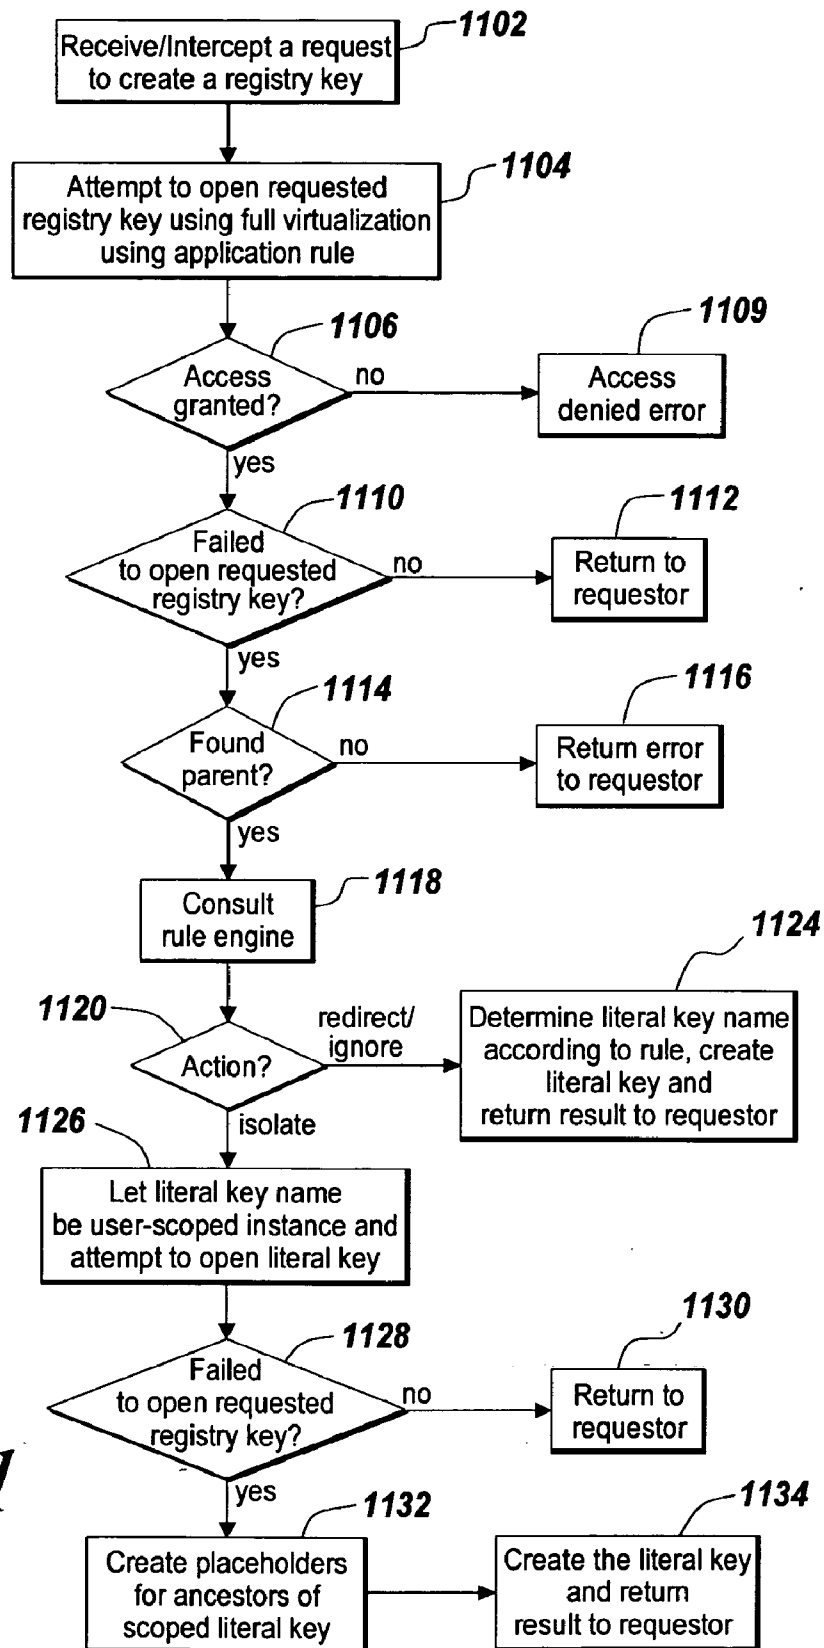 1102
Receive/Intercept a request
to create a registry key
1104
Attempt to open requested
registry key using full virtualization
using application rule
1106
Access
granted?
no
1109
Access
denied error
yes
1110
Failed
to open requested
registry key?
no
1112
Return to
requestor
yes
1114
Found
parent?
no
1116
Return error
to requestor
yes
1118
Consult
rule engine
1120
Action?
redirect/
ignore
1124
Determine literal key name
according to rule, create
literal key and
return result to requestor
isolate
1126
Let literal key name
be user-scoped instance and
attempt to open literal key
1128
Failed
to open requested
registry key?
no
1130
Return to
requestor
yes
1132
Create placeholders
for ancestors of
scoped literal key
1134
Create the literal key
and return
result to requestor